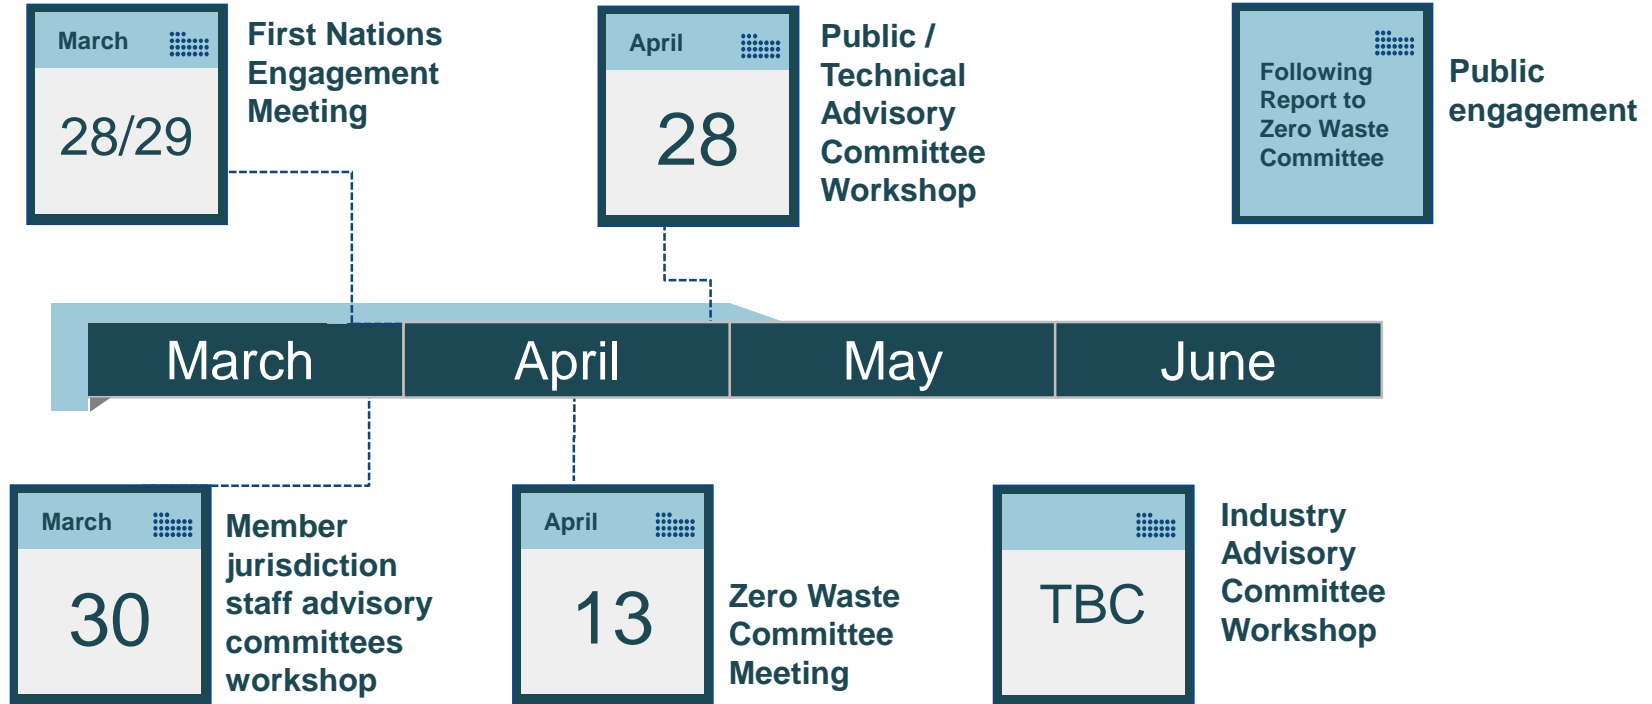 March
28/29
First Nations
Engagement
Meeting
April
28
Public /
Technical
Advisory
Committee
Workshop
Following
Report to
Zero Waste
Committee
Public
engagement
March
April
May
June
March
30
Member
jurisdiction
staff advisory
committees
workshop
April
13
Zero Waste
Committee
Meeting
TBC
Industry
Advisory
Committee
Workshop